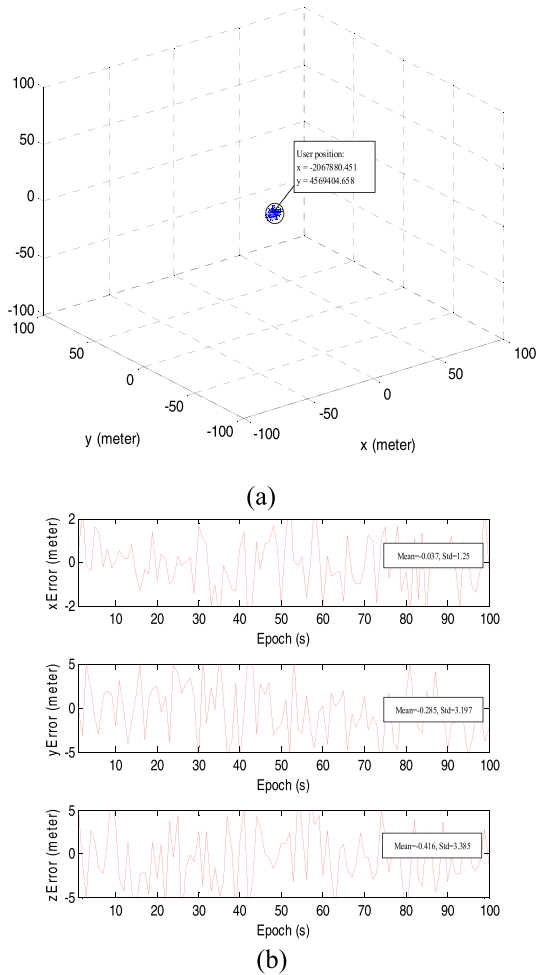 100
50
0
-50
-100
User position:
x = -2067880.451
y = 4569404.658
100
50
0
-50
-100
y (meter)
-100
-50
0
50
100
x (meter)
(a)
2
0
-2
xError (meter)
Mean=-0.037, Std=1.25
10 20 30 40 50 60 70 80 90 100
Epoch (s)
5
0
-5
yError (meter)
Mean=-0.285, Std=3.197
10 20 30 40 50 60 70 80 90 100
Epoch (s)
5
0
-5
zError (meter)
Mean=-0.416, Std=3.385
10 20 30 40 50 60 70 80 90 100
Epoch (s)
(b)